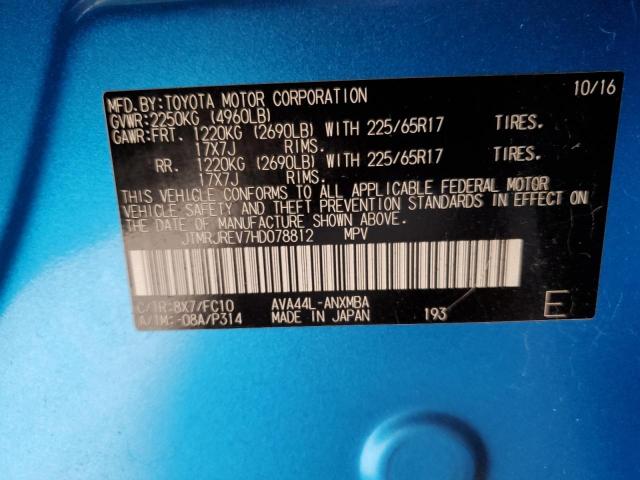 MFD.BY:TOYOTA MOTOR CORPORATION 10/16
GVWR:2250KG (4960LB)
GAWR:FRT. 1220KG (2690LB) WITH 225/65R17 TIRES.
17X7J RIMS.
RR. 1220KG (2690LB) WITH 225/65R17 TIRES.
17X7J RIMS.
THIS VEHICLE CONFORMS TO ALL APPLICABLE FEDERAL MOTOR
VEHICLE SAFETY AND THEFT PREVENTION STANDARDS IN EFFECT ON
THE DATE OF MANUFACTURE SHOWN ABOVE.
JTMRJREV7HD078812 MPV
C/TR:8X7/FC10 AVA44L-ANXMBA
A/TM:-08A/P314 MADE IN JAPAN 193 E